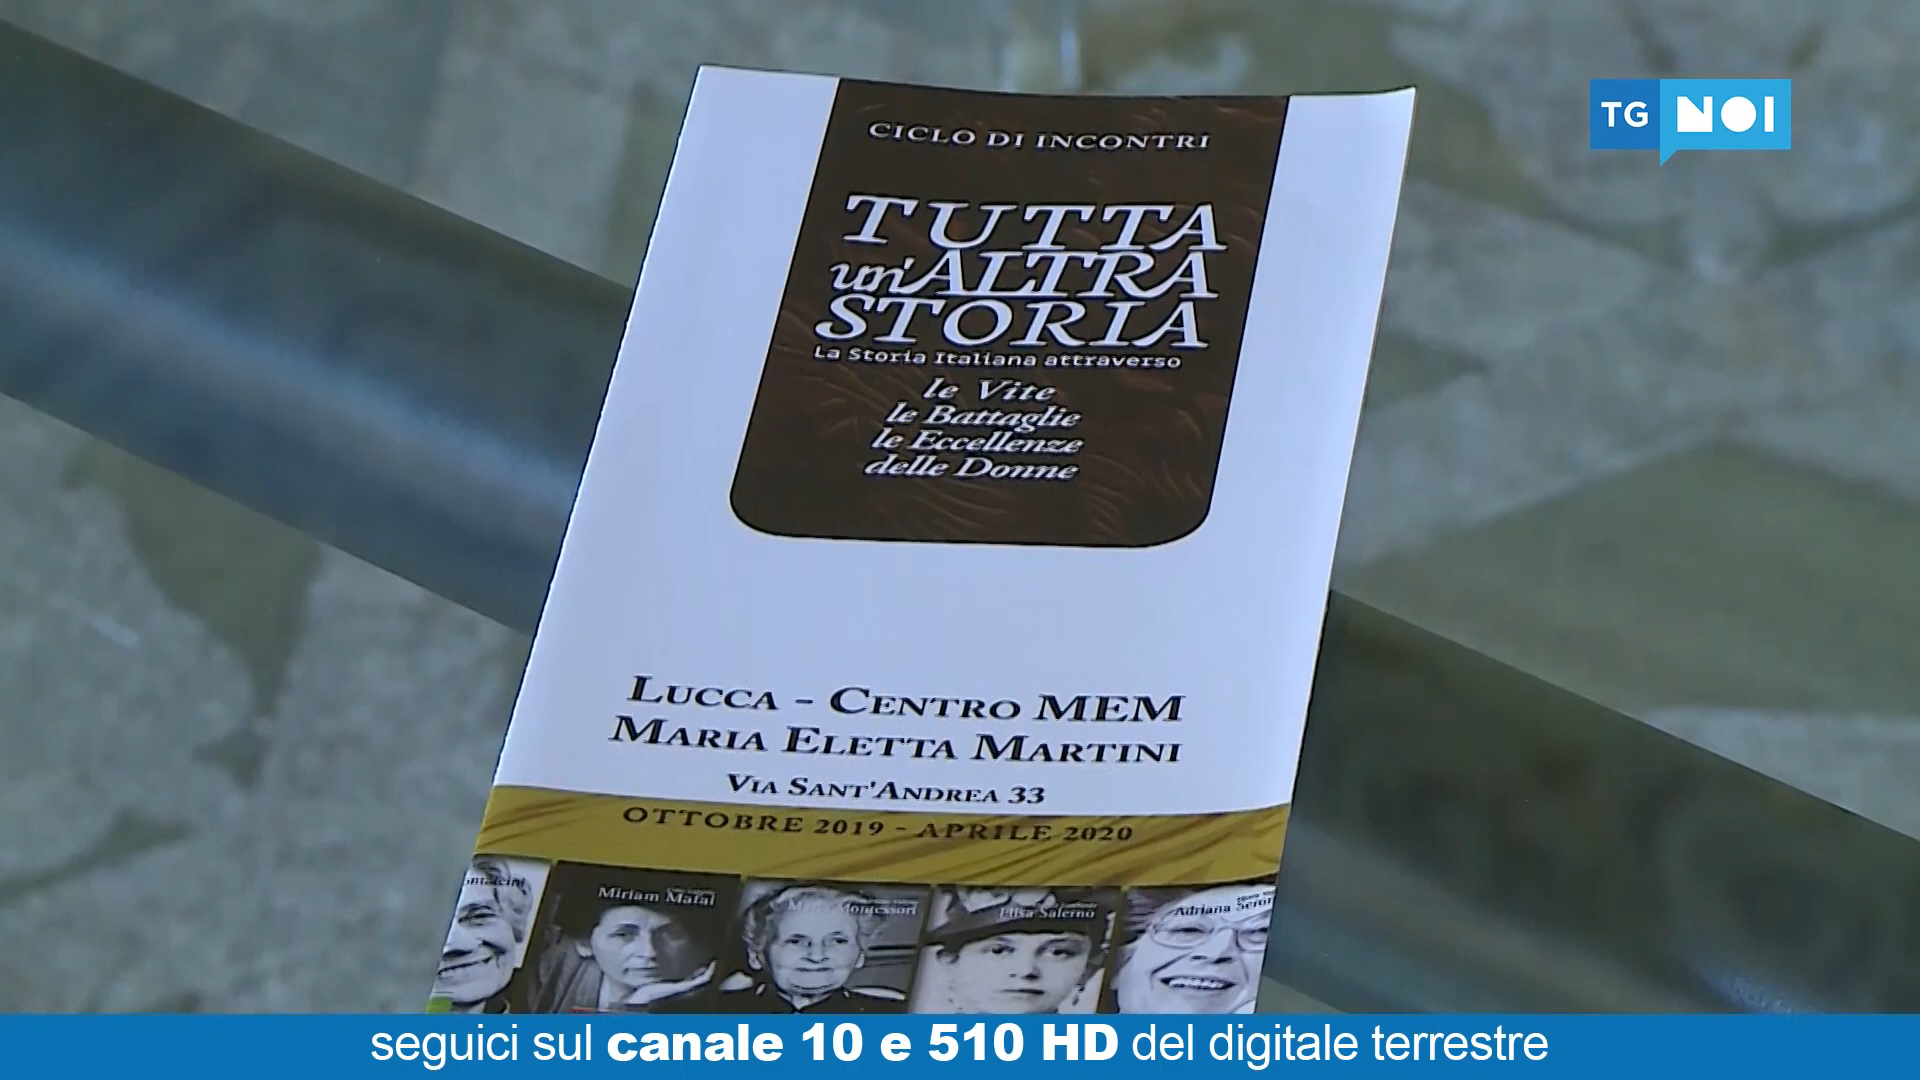 TG NOI
CICLO DI INCONTRI
TUTTA
un'ALTRA
STORIA
La Storia Italiana attraverso
le Vite
le Battaglie
le Eccellenze
delle Donne
LUCCA - CENTRO MEM
MARIA ELETTA MARTINI
VIA SANT'ANDREA 33
OTTOBRE 2019 - APRILE 2020
Miriam Mafai
Maria Montessori
Elisa Salerno
Adriana
seguici sul canale 10 e 510 HD del digitale terrestre